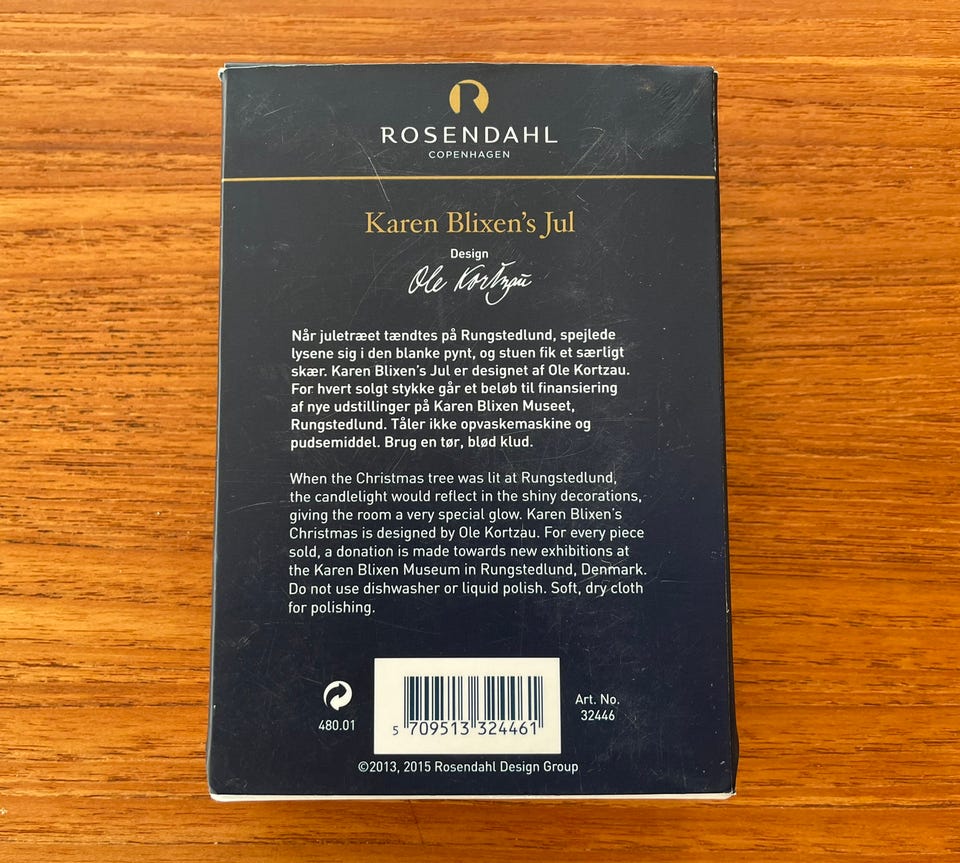 ROSENDAHL
COPENHAGEN
Karen Blixen's Jul
Design
Ole Kortzau
Når juletræet tændtes på Rungstedlund, spejlede
lysene sig i den blanke pynt, og stuen fik et særligt
skær. Karen Blixen's Jul er designet af Ole Kortzau.
For hvert solgt stykke går et beløb til finansiering
af nye udstillinger på Karen Blixen Museet,
Rungstedlund. Tåler ikke opvaskemaskine og
pudsemiddel. Brug en tør, blød klud.
When the Christmas tree was lit at Rungstedlund,
the candlelight would reflect in the shiny decorations,
giving the room a very special glow. Karen Blixen's
Christmas is designed by Ole Kortzau. For every piece
sold, a donation is made towards new exhibitions at
the Karen Blixen Museum in Rungstedlund, Denmark.
Do not use dishwasher or liquid polish. Soft, dry cloth
for polishing.
480.01
5 709513 324461
Art. No.
32446
©2013, 2015 Rosendahl Design Group